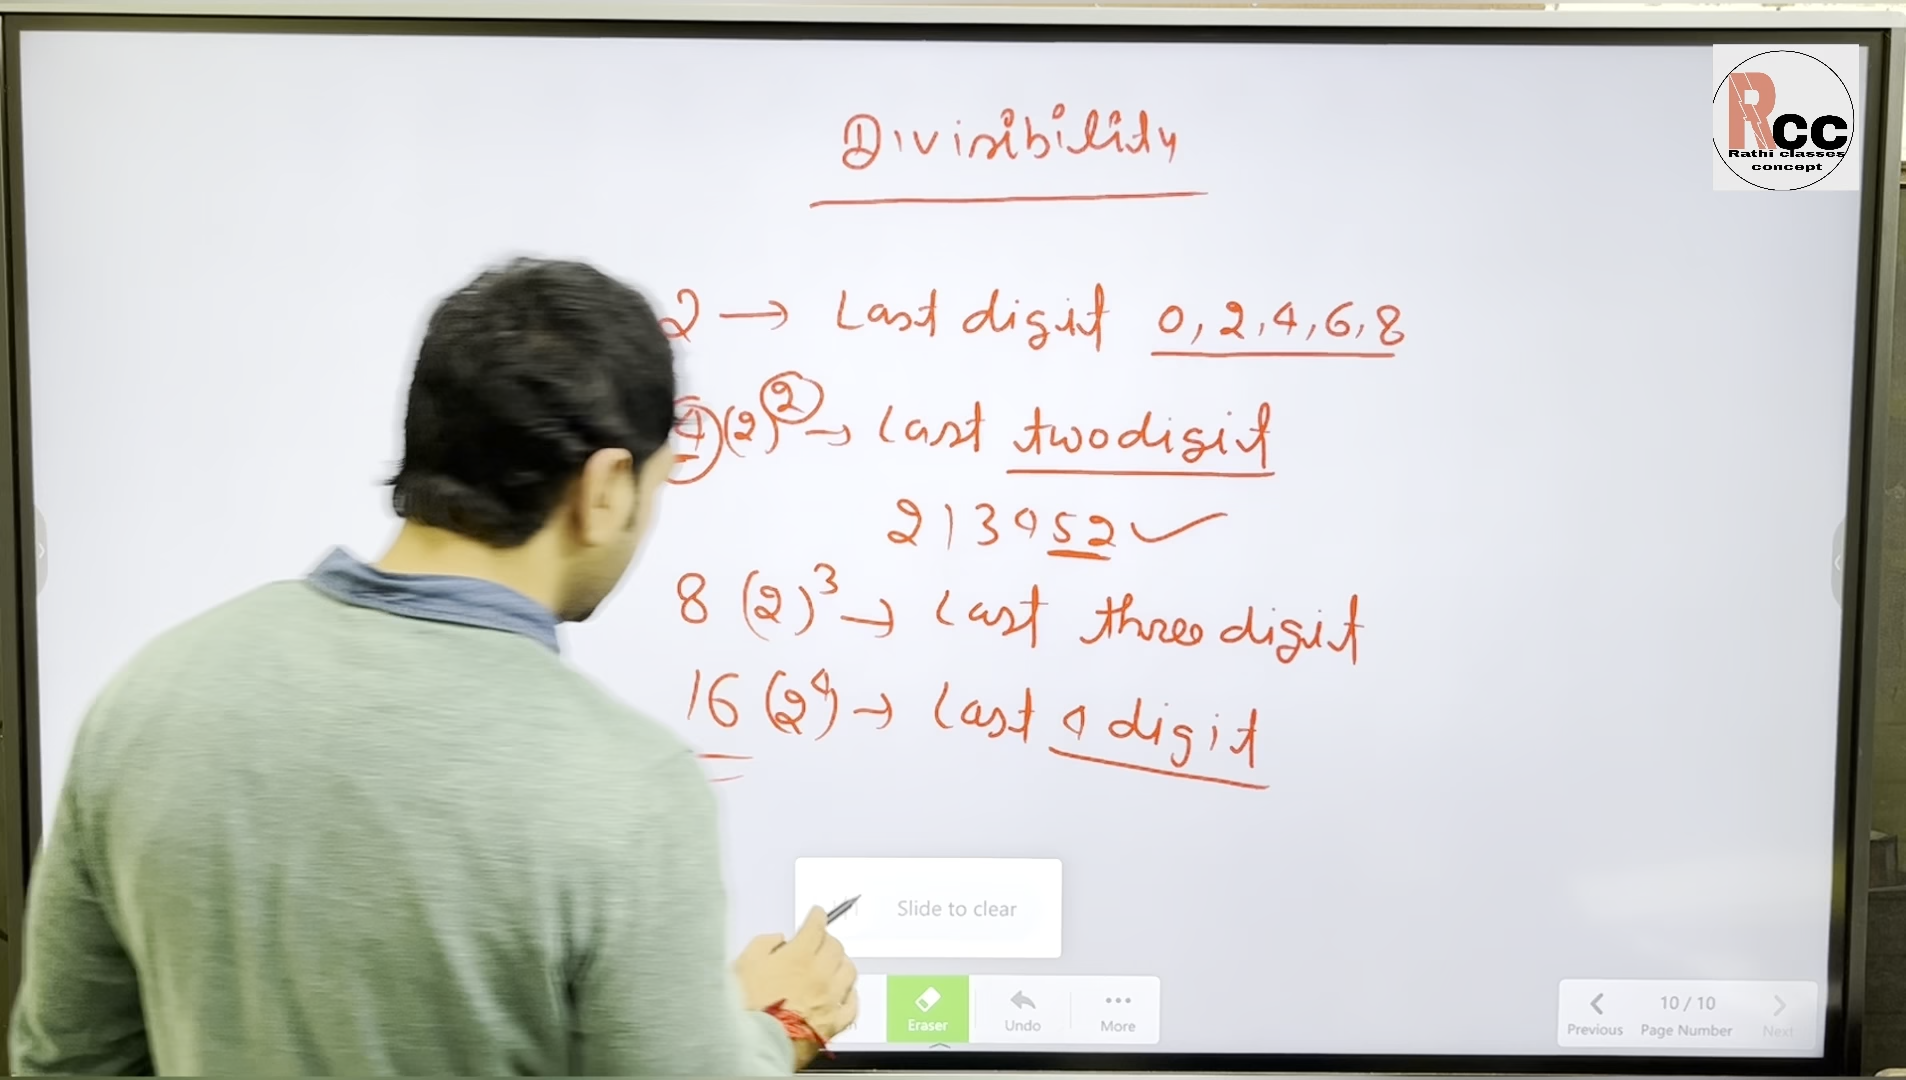 Divisibility
2 → Last digit 0, 2, 4, 6, 8
4 (2)² → Last two digit
213452 ✓
8 (2)³ → Last three digit
16 (2⁴) → Last 4 digit
Slide to clear
Eraser
Undo
More
10 / 10
Previous
Page Number
Next
Rcc
Rathi classes
concept